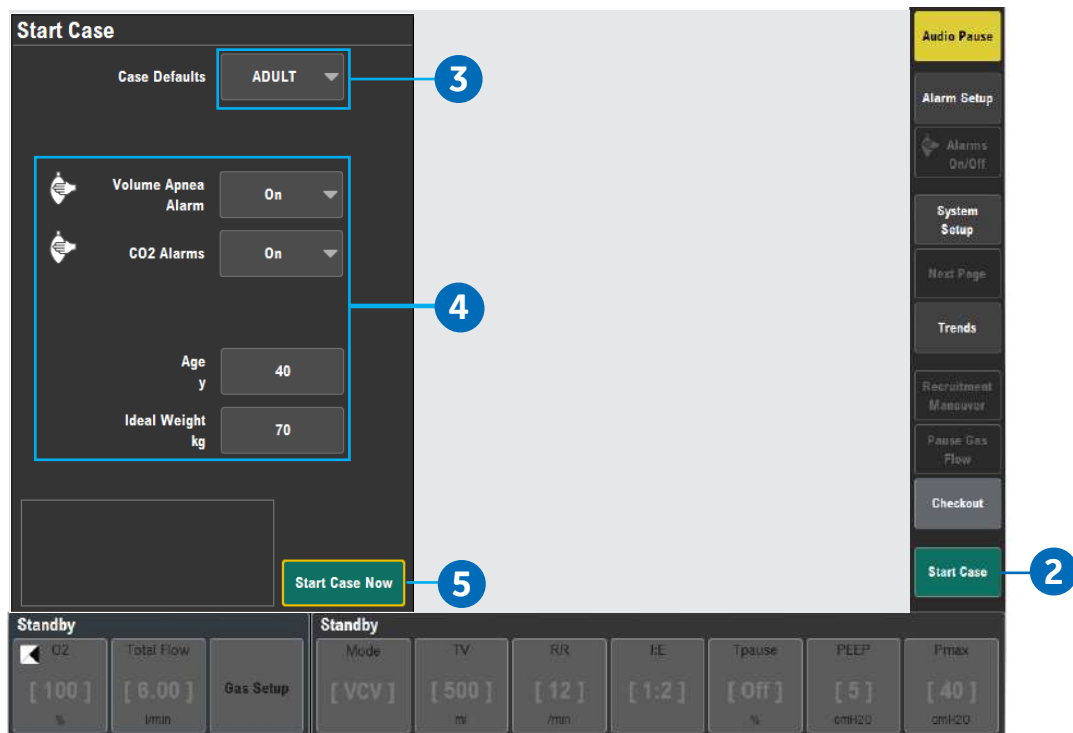 Start Case
Case Defaults
ADULT
3
Volume Apnea
Alarm
On
CO2 Alarms
On
4
Age
y
40
Ideal Weight
kg
70
Start Case Now
5
Audio Pause
Alarm Setup
Alarms
On/Off
System
Setup
Next Page
Trends
Recruitment
Maneuver
Pause Gas
Flow
Checkout
Start Case
2
Standby
O2
[ 100 ]
%
Total Flow
[ 6.00 ]
l/min
Gas Setup
Standby
Mode
[ VCV ]
TV
[ 500 ]
ml
RR
[ 12 ]
/min
I:E
[ 1:2 ]
Tpause
[ Off ]
%
PEEP
[ 5 ]
cmH2O
Pmax
[ 40 ]
cmH2O